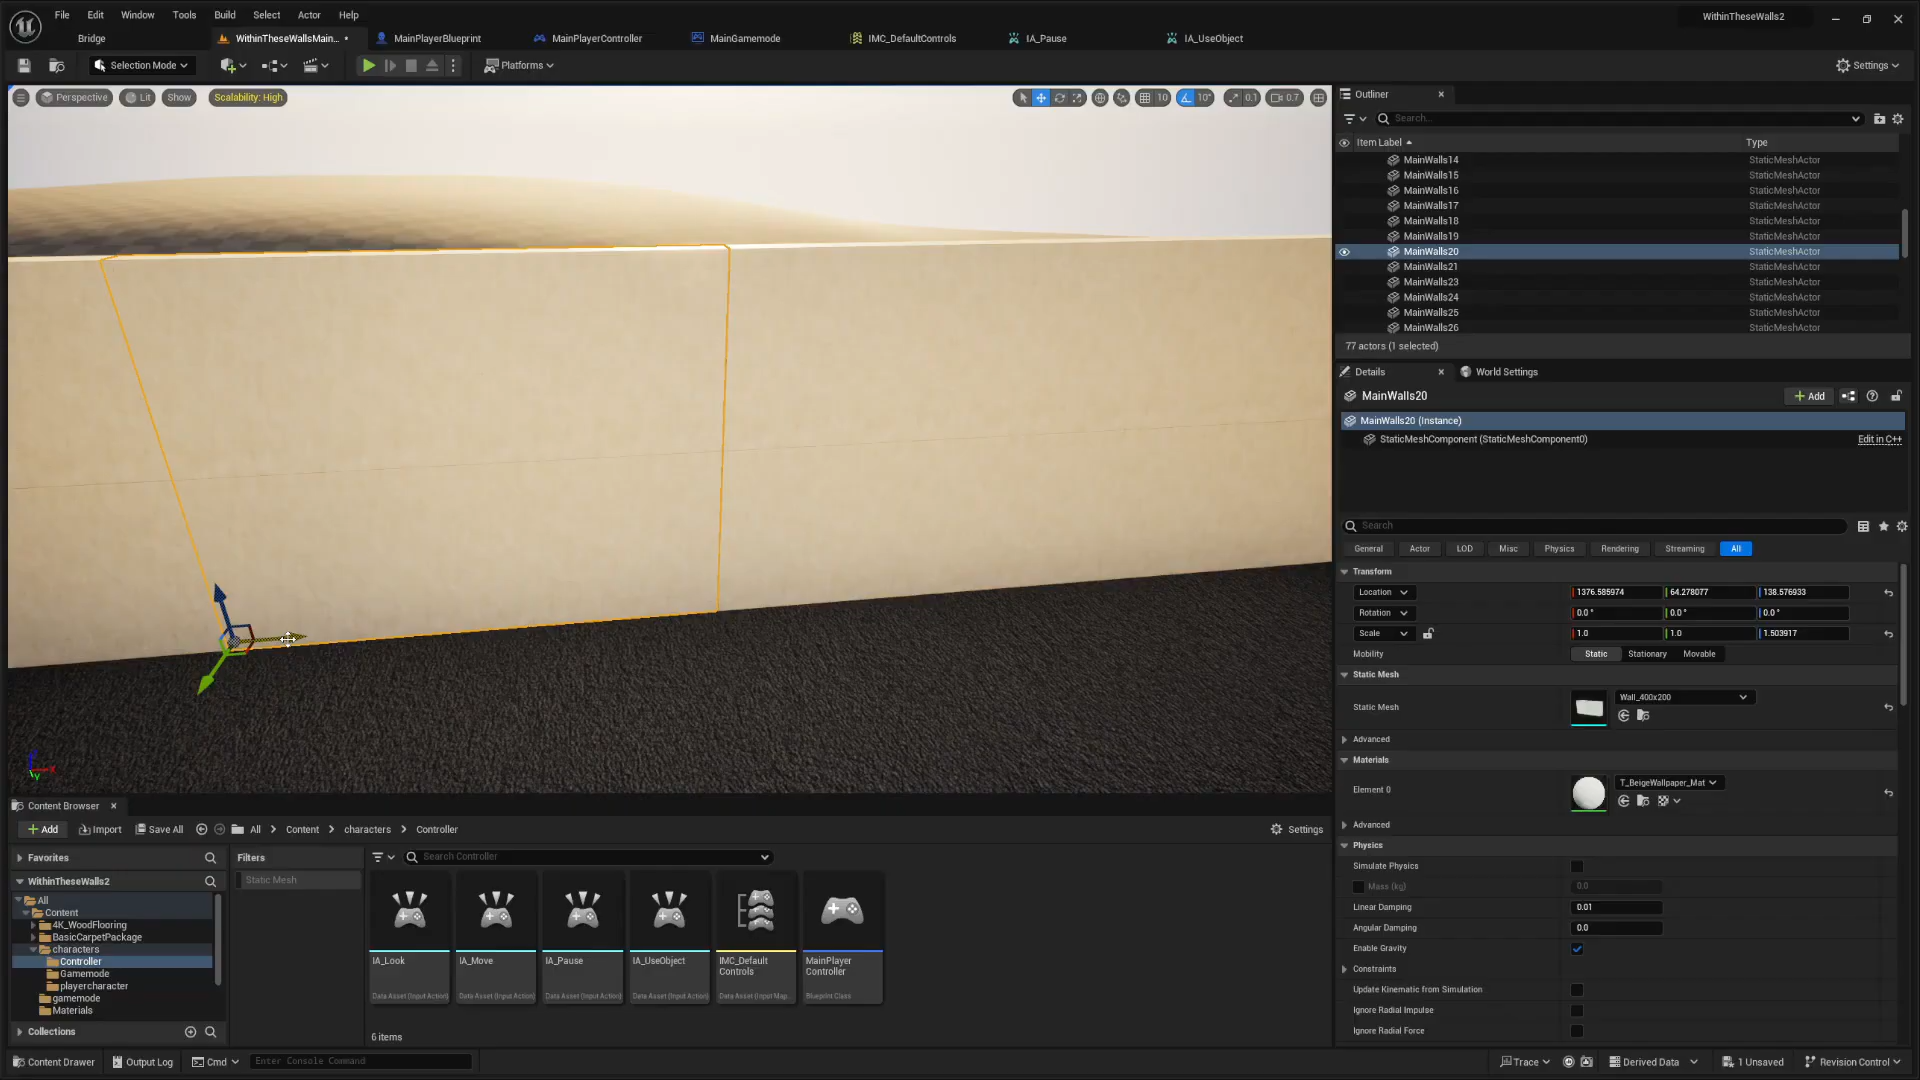 File Edit Window Tools Build Select Actor Help
WithinTheseWalls2
Bridge
WithinTheseWallsMain... •
MainPlayerBlueprint
MainPlayerController
MainGamemode
IMC_DefaultControls
IA_Pause
IA_UseObject
Selection Mode
Platforms
Settings
Perspective
Lit
Show
Scalability: High
10
10°
0.1
0.7
Outliner
Search...
Item Label
Type
MainWalls14 StaticMeshActor
MainWalls15 StaticMeshActor
MainWalls16 StaticMeshActor
MainWalls17 StaticMeshActor
MainWalls18 StaticMeshActor
MainWalls19 StaticMeshActor
MainWalls20 StaticMeshActor
MainWalls21 StaticMeshActor
MainWalls23 StaticMeshActor
MainWalls24 StaticMeshActor
MainWalls25 StaticMeshActor
MainWalls26 StaticMeshActor
77 actors (1 selected)
Details
World Settings
MainWalls20
+ Add
MainWalls20 (Instance)
StaticMeshComponent (StaticMeshComponent0)
Edit in C++
Search
General Actor LOD Misc Physics Rendering Streaming All
Transform
Location 1376.585974 64.278077 138.576933
Rotation 0.0 ° 0.0 ° 0.0 °
Scale 1.0 1.0 1.503917
Mobility Static Stationary Movable
Static Mesh
Static Mesh Wall_400x200
Advanced
Materials
Element 0 T_BeigeWallpaper_Mat
Advanced
Physics
Simulate Physics
Mass (kg) 0.0
Linear Damping 0.01
Angular Damping 0.0
Enable Gravity
Constraints
Update Kinematic from Simulation
Ignore Radial Impulse
Ignore Radial Force
Content Browser
+ Add Import Save All All > Content > characters > Controller
Settings
Favorites
Filters
Search Controller
WithinTheseWalls2
Static Mesh
All
Content
4K_WoodFlooring
BasicCarpetPackage
characters
Controller
Gamemode
playercharacter
gamemode
Materials
Collections
IA_Look
Data Asset (Input Action)
IA_Move
Data Asset (Input Action)
IA_Pause
Data Asset (Input Action)
IA_UseObject
Data Asset (Input Action)
IMC_Default
Controls
Data Asset (Input Map...
MainPlayer
Controller
Blueprint Class
6 items
Content Drawer
Output Log
Cmd
Enter Console Command
Trace
Derived Data
1 Unsaved
Revision Control